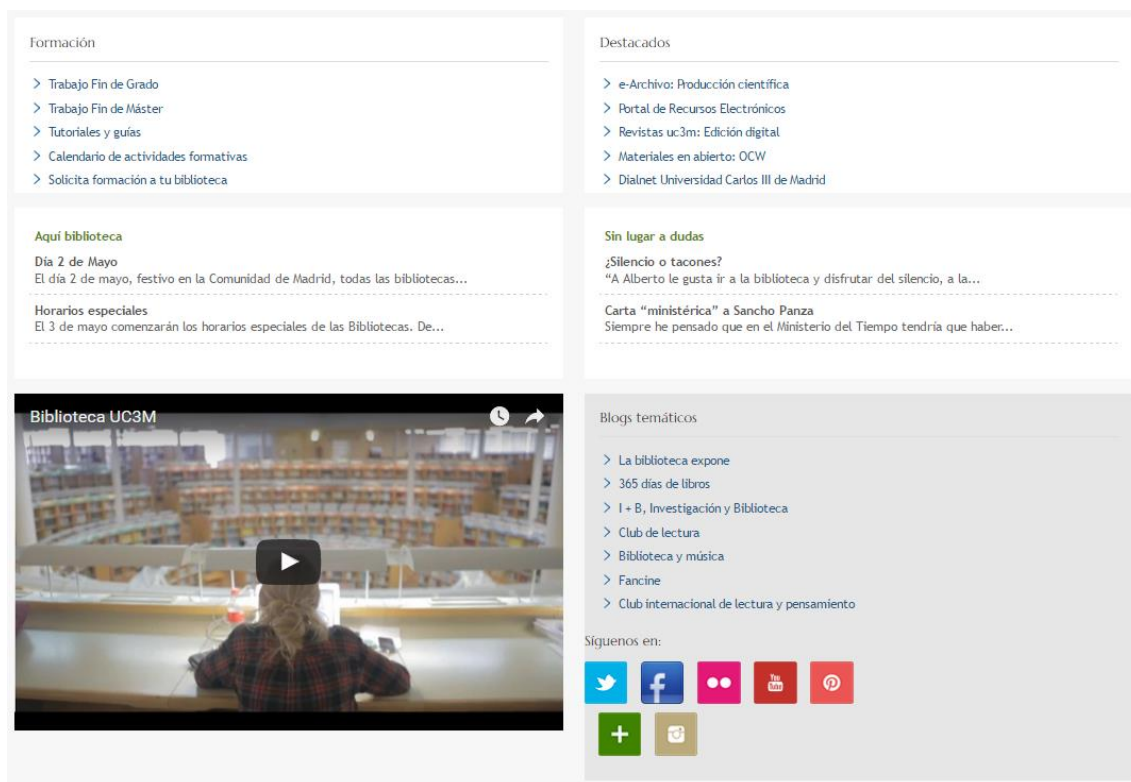 Formación
Trabajo Fin de Grado
Trabajo Fin de Máster
Tutoriales y guías
Calendario de actividades formativas
Solicita formación a tu biblioteca
Destacados
e-Archivo: Producción científica
Portal de Recursos Electrónicos
Revistas uc3m: Edición digital
Materiales en abierto: OCW
Dialnet Universidad Carlos III de Madrid
Aquí biblioteca
Día 2 de Mayo
El día 2 de mayo, festivo en la Comunidad de Madrid, todas las bibliotecas...
Horarios especiales
El 3 de mayo comenzarán los horarios especiales de las Bibliotecas. De...
Sin lugar a dudas
¿Silencio o tacones?
“A Alberto le gusta ir a la biblioteca y disfrutar del silencio, a la...
Carta “ministérica” a Sancho Panza
Siempre he pensado que en el Ministerio del Tiempo tendría que haber...
Biblioteca UC3M
Blogs temáticos
La biblioteca expone
365 días de libros
I + B, Investigación y Biblioteca
Club de lectura
Biblioteca y música
Fancine
Club internacional de lectura y pensamiento
Síguenos en:
You
Tube